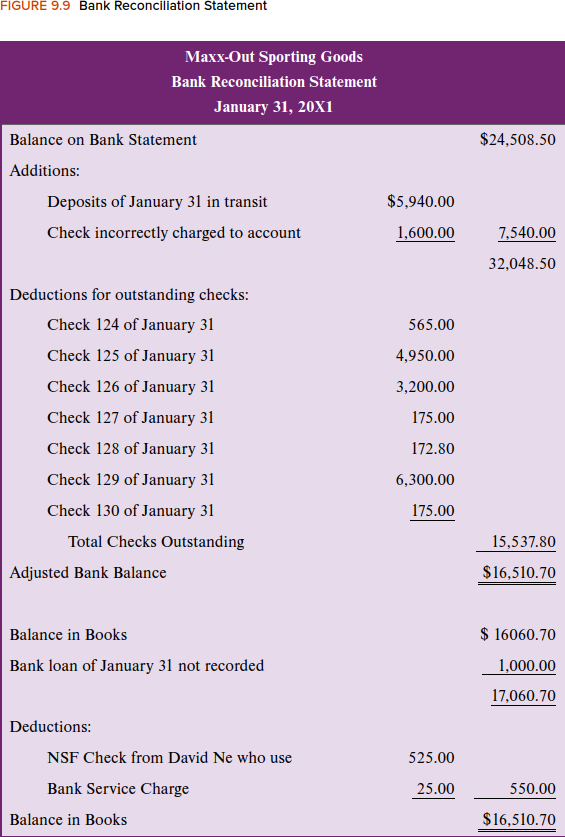 FIGURE 9.9 Bank Reconciliation Statement
Maxx-Out Sporting Goods
Bank Reconciliation Statement
January 31, 20X1
Balance on Bank Statement $24,508.50
Additions:
Deposits of January 31 in transit $5,940.00
Check incorrectly charged to account 1,600.00 7,540.00
32,048.50
Deductions for outstanding checks:
Check 124 of January 31 565.00
Check 125 of January 31 4,950.00
Check 126 of January 31 3,200.00
Check 127 of January 31 175.00
Check 128 of January 31 172.80
Check 129 of January 31 6,300.00
Check 130 of January 31 175.00
Total Checks Outstanding 15,537.80
Adjusted Bank Balance $16,510.70
Balance in Books $ 16060.70
Bank loan of January 31 not recorded 1,000.00
17,060.70
Deductions:
NSF Check from David Ne who use 525.00
Bank Service Charge 25.00 550.00
Balance in Books $16,510.70